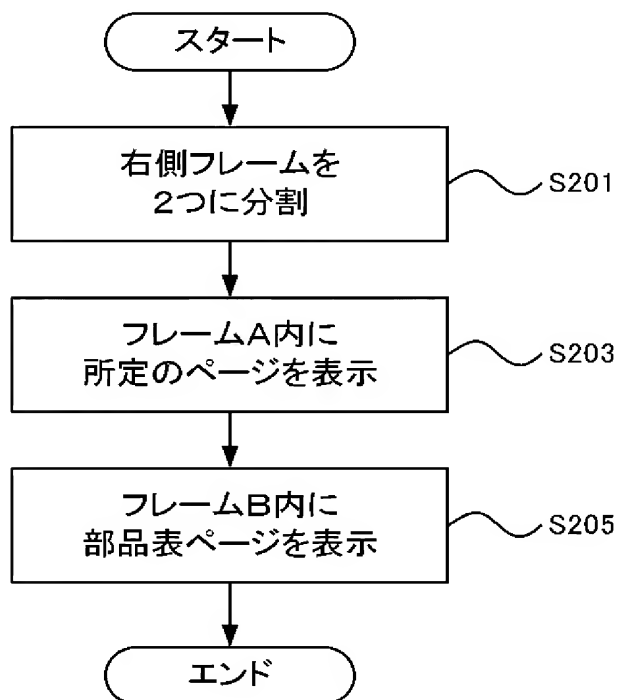 スタート
右側フレームを
2つに分割
S201
フレームA内に
所定のページを表示
S203
フレームB内に
部品表ページを表示
S205
エンド